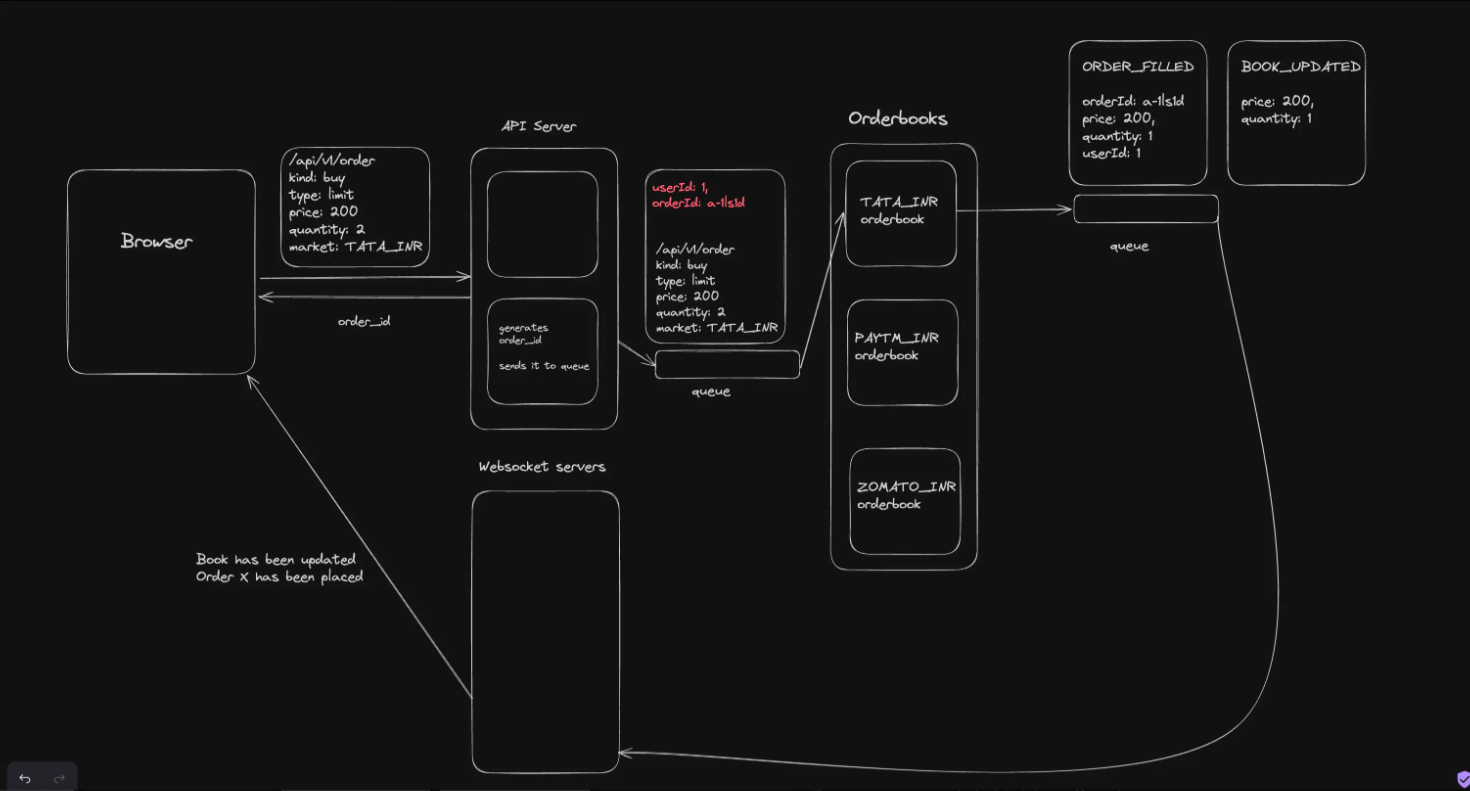 ORDER_FILLED
orderId: a-1ls1d
price: 200,
quantity: 1
userId: 1
BOOK_UPDATED
price: 200,
quantity: 1
API Server
Orderbooks
/api/v1/order
kind: buy
type: limit
price: 200
quantity: 2
market: TATA_INR
Browser
order_id
generates
order_id
sends it to queue
userId: 1,
orderId: a-1ls1d
/api/v1/order
kind: buy
type: limit
price: 200
quantity: 2
market: TATA_INR
queue
TATA_INR
orderbook
queue
PAYTM_INR
orderbook
ZOMATO_INR
orderbook
Websocket servers
Book has been updated
Order X has been placed